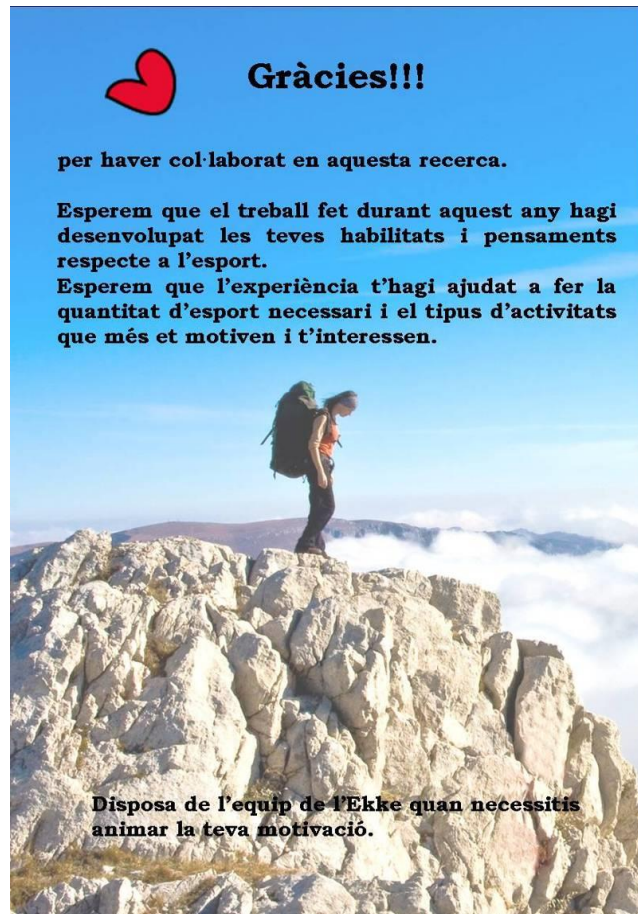 Gràcies!!!
per haver col·laborat en aquesta recerca.
Esperem que el treball fet durant aquest any hagi
desenvolupat les teves habilitats i pensaments
respecte a l'esport.
Esperem que l'experiència t'hagi ajudat a fer la
quantitat d'esport necessari i el tipus d'activitats
que més et motiven i t'interessen.
Disposa de l'equip de l'Ekke quan necessitis
animar la teva motivació.